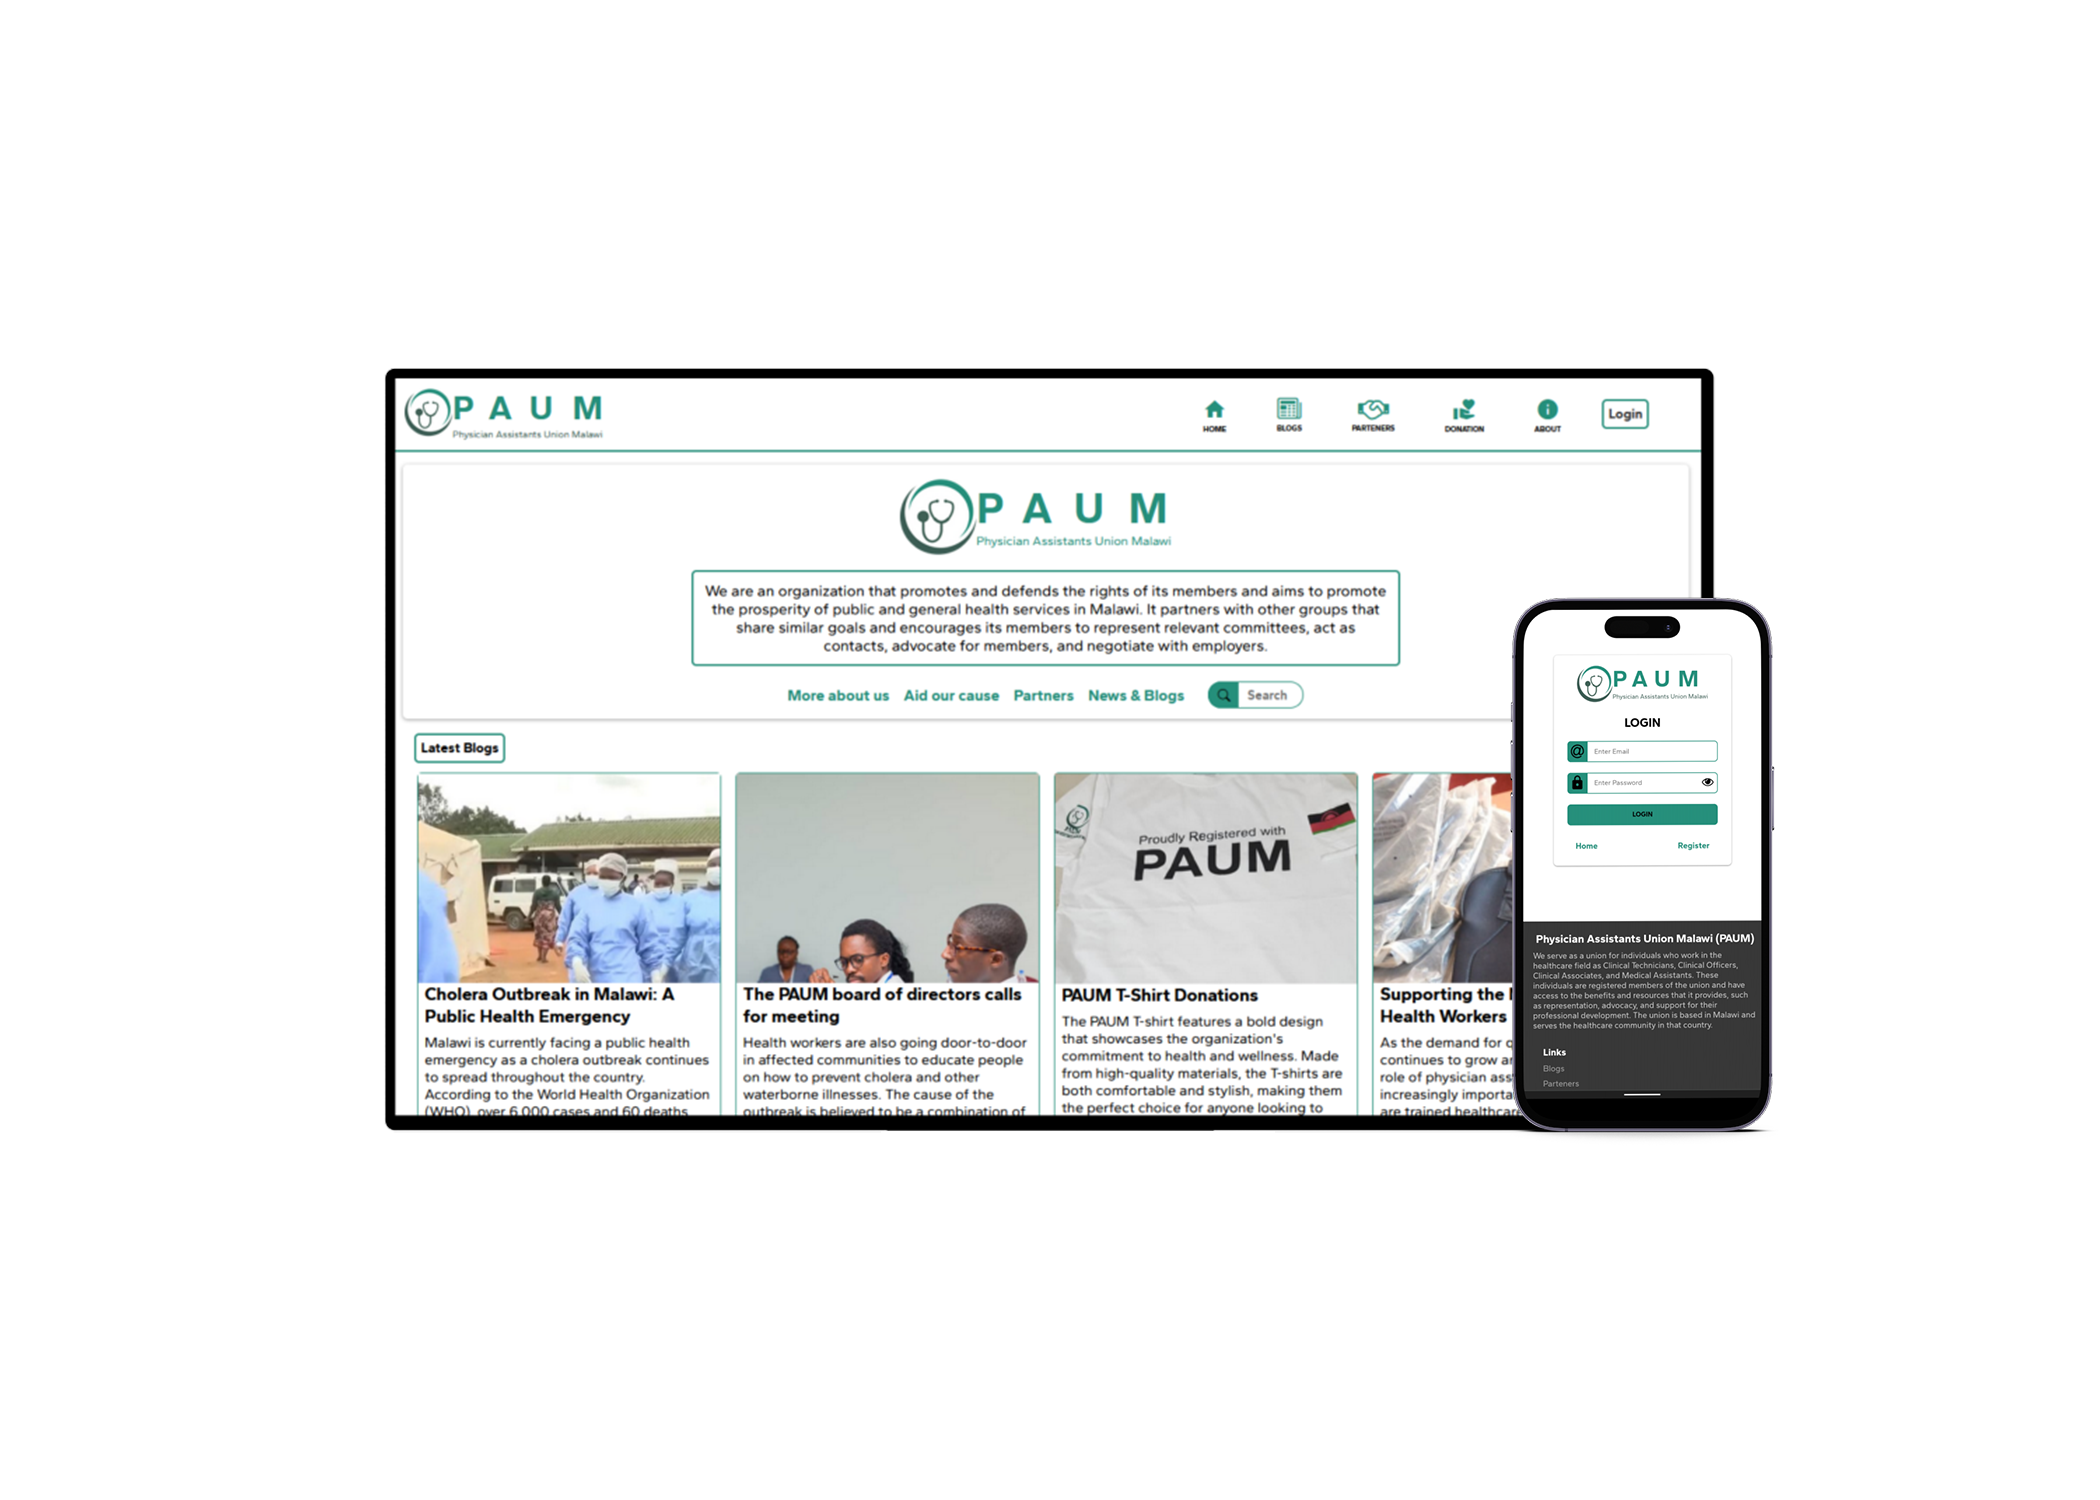 PAUM
Physician Assistants Union Malawi
HOME
BLOGS
PARTENERS
DONATION
ABOUT
Login
PAUM
Physician Assistants Union Malawi
We are an organization that promotes and defends the rights of its members and aims to promote
the prosperity of public and general health services in Malawi. It partners with other groups that
share similar goals and encourages its members to represent relevant committees, act as
contacts, advocate for members, and negotiate with employers.
More about us Aid our cause Partners News & Blogs Search
Latest Blogs
Proudly Registered with
PAUM
Cholera Outbreak in Malawi: A
Public Health Emergency
Malawi is currently facing a public health
emergency as a cholera outbreak continues
to spread throughout the country.
According to the World Health Organization
(WHO), over 6,000 cases and 60 deaths
The PAUM board of directors calls
for meeting
Health workers are also going door-to-door
in affected communities to educate people
on how to prevent cholera and other
waterborne illnesses. The cause of the
outbreak is believed to be a combination of
PAUM T-Shirt Donations
The PAUM T-shirt features a bold design
that showcases the organization's
commitment to health and wellness. Made
from high-quality materials, the T-shirts are
both comfortable and stylish, making them
the perfect choice for anyone looking to
Supporting the
Health Workers
As the demand for
continues to grow
role of physician
increasingly
are trained
PAUM
Physician Assistants Union Malawi
LOGIN
@ Enter Email
Enter Password
LOGIN
Home Register
Physician Assistants Union Malawi (PAUM)
We serve as a union for individuals who work in the
healthcare field as Clinical Technicians, Clinical Officers,
Clinical Associates, and Medical Assistants. These
individuals are registered members of the union and have
access to the benefits and resources that it provides, such
as representation, advocacy, and support for their
professional development. The union is based in Malawi and
serves the healthcare community in that country.
Links
Blogs
Parteners